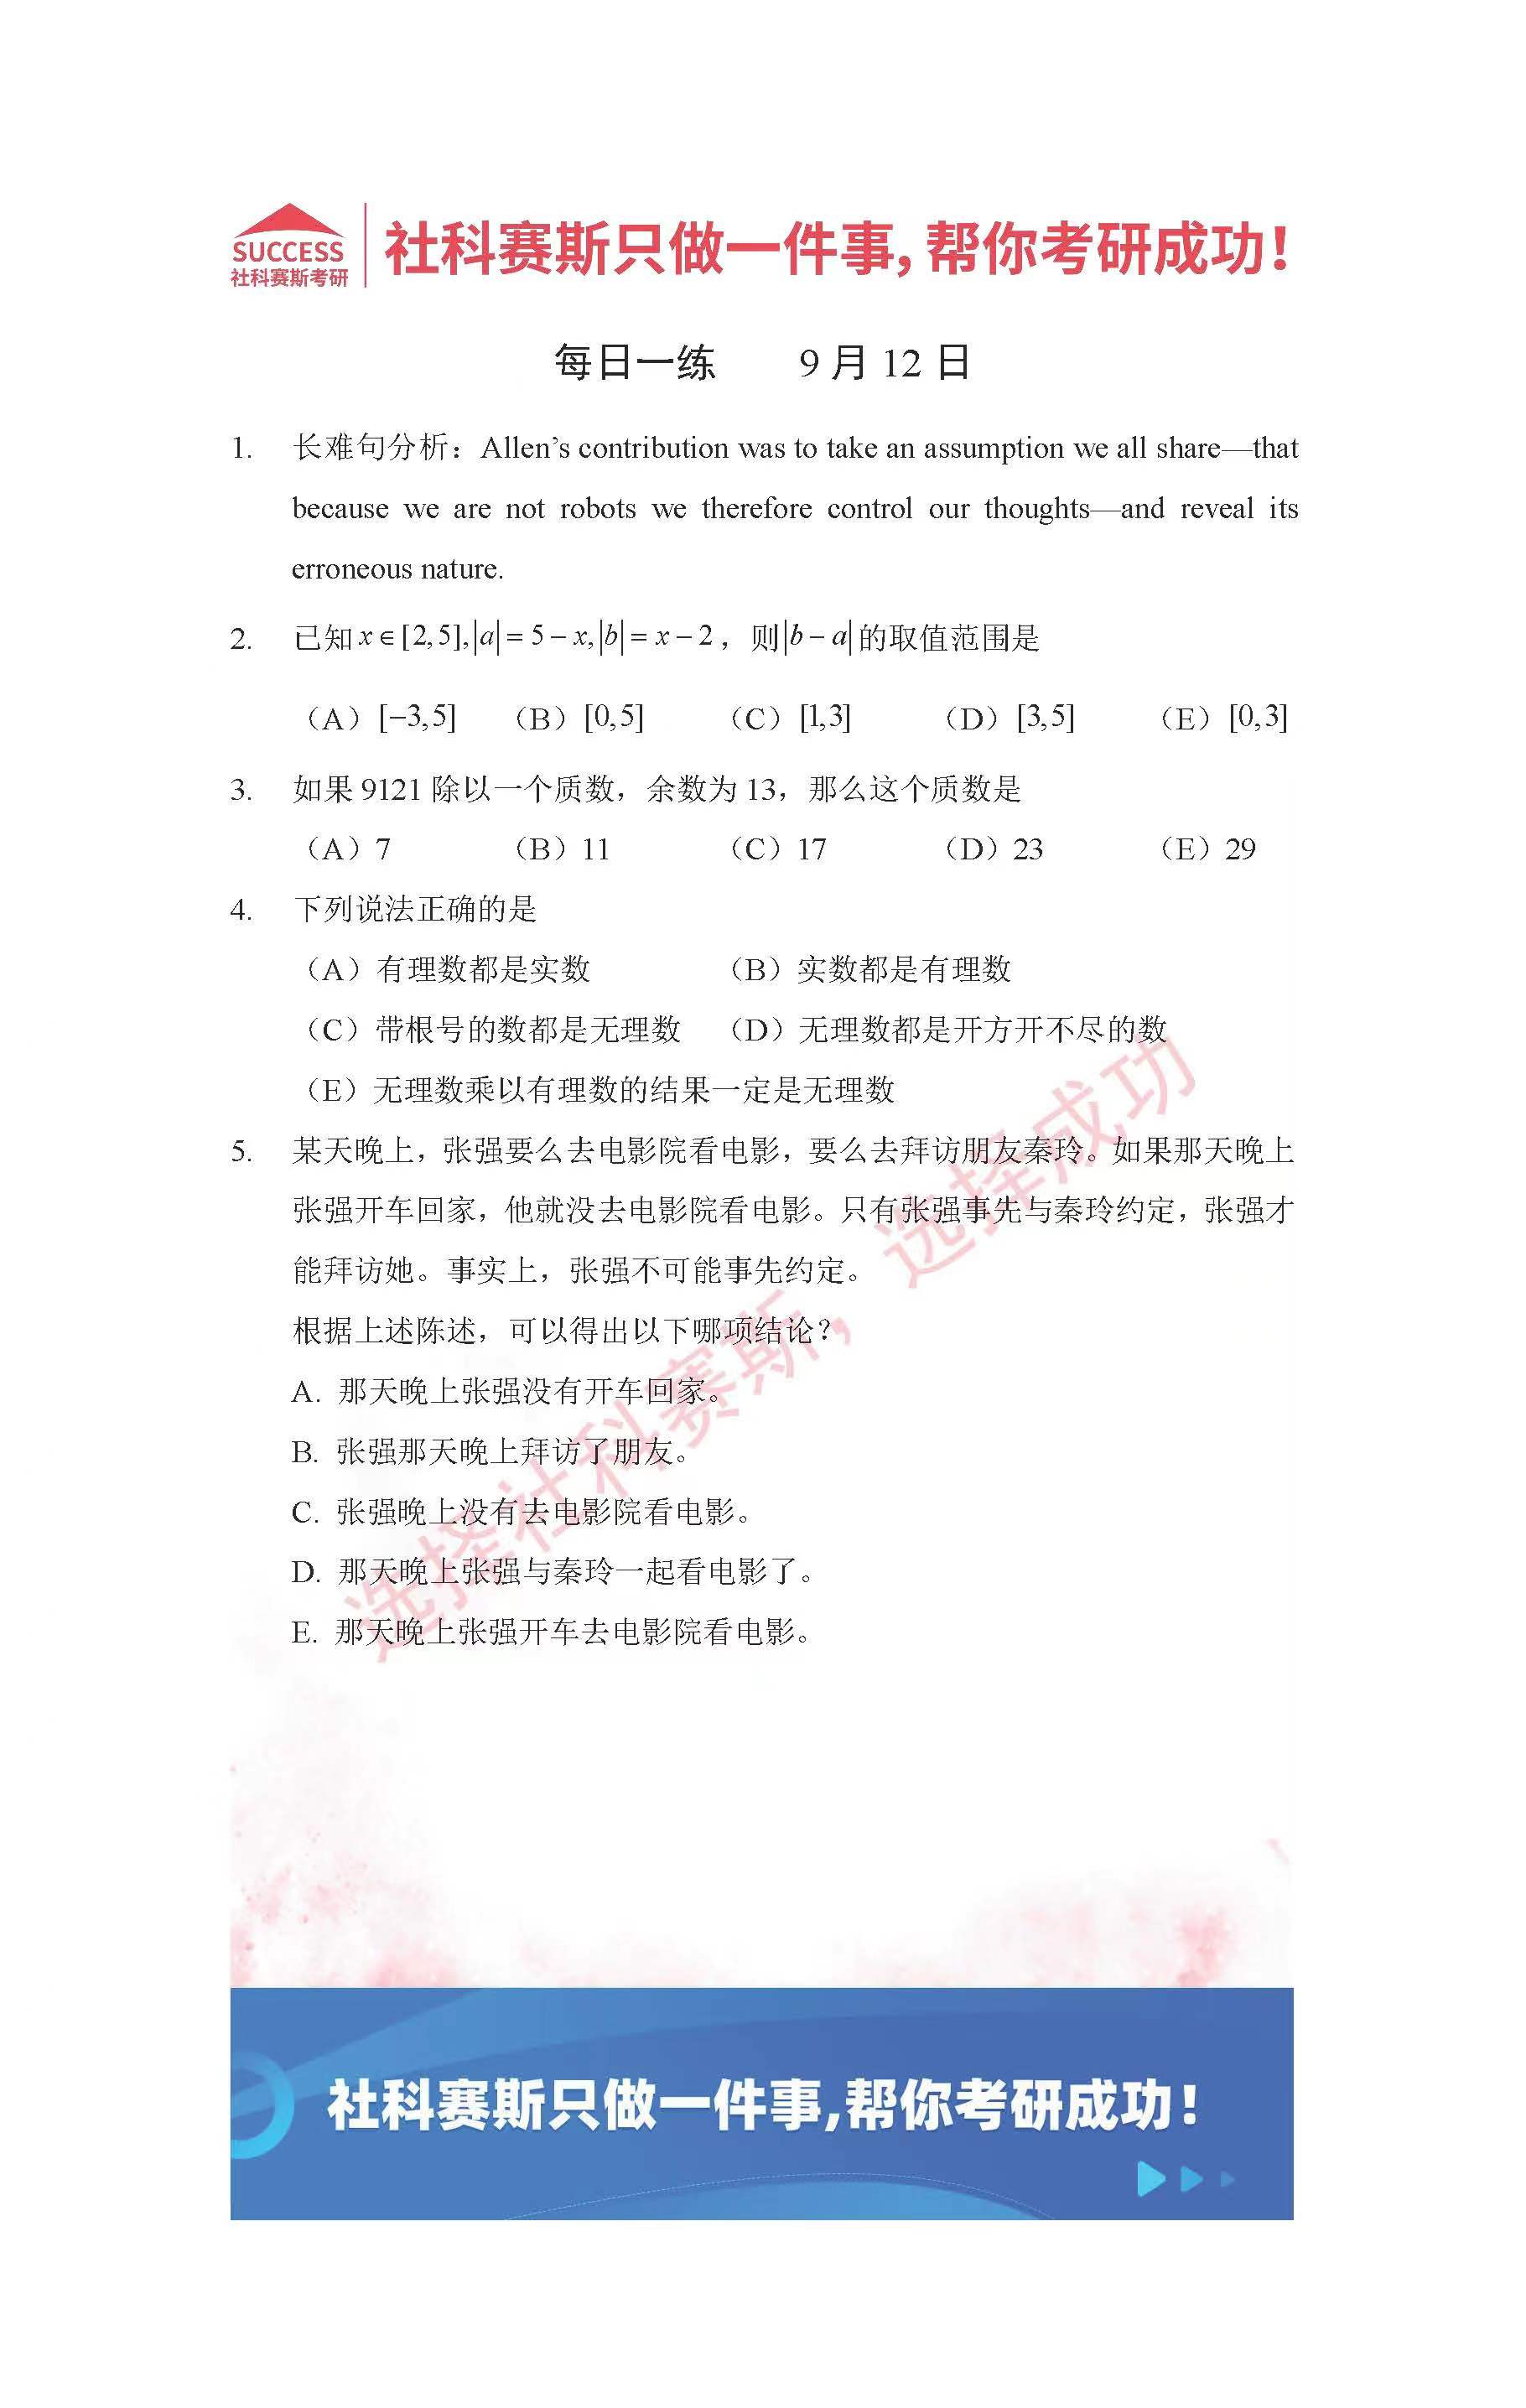 SUCCESS
社科赛斯考研
社科赛斯只做一件事,帮你考研成功!
每日一练 9月12日
1. 长难句分析：Allen’s contribution was to take an assumption we all share—that
because we are not robots we therefore control our thoughts—and reveal its
erroneous nature.
2. 已知x∈[2,5],|a|=5−x,|b|=x−2，则|b−a|的取值范围是
（A）[−3,5] （B）[0,5] （C）[1,3] （D）[3,5] （E）[0,3]
3. 如果9121除以一个质数，余数为13，那么这个质数是
（A）7 （B）11 （C）17 （D）23 （E）29
4. 下列说法正确的是
（A）有理数都是实数 （B）实数都是有理数
（C）带根号的数都是无理数 （D）无理数都是开方开不尽的数
（E）无理数乘以有理数的结果一定是无理数
5. 某天晚上，张强要么去电影院看电影，要么去拜访朋友秦玲。如果那天晚上
张强开车回家，他就没去电影院看电影。只有张强事先与秦玲约定，张强才
能拜访她。事实上，张强不可能事先约定。
根据上述陈述，可以得出以下哪项结论？
A. 那天晚上张强没有开车回家。
B. 张强那天晚上拜访了朋友。
C. 张强晚上没有去电影院看电影。
D. 那天晚上张强与秦玲一起看电影了。
E. 那天晚上张强开车去电影院看电影。
选择社科赛斯，选择成功
社科赛斯只做一件事,帮你考研成功!